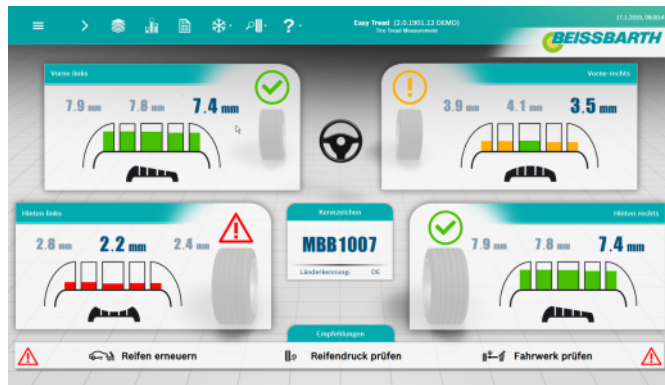 Easy Tread (2.0.1901.12 DEMO)
Tire Tread Measurement
17.1.2019, 08:00:4
BEISSBARTH
Vorne links
7.9 mm 7.8 mm 7.4 mm
Vorne rechts
3.9 mm 4.1 mm 3.5 mm
Hinten links
2.8 mm 2.2 mm 2.4 mm
Kennzeichen
MBB1007
Länderkennung: DE
Hinten rechts
7.9 mm 7.8 mm 7.4 mm
Empfehlungen
Reifen erneuern
Reifendruck prüfen
Fahrwerk prüfen